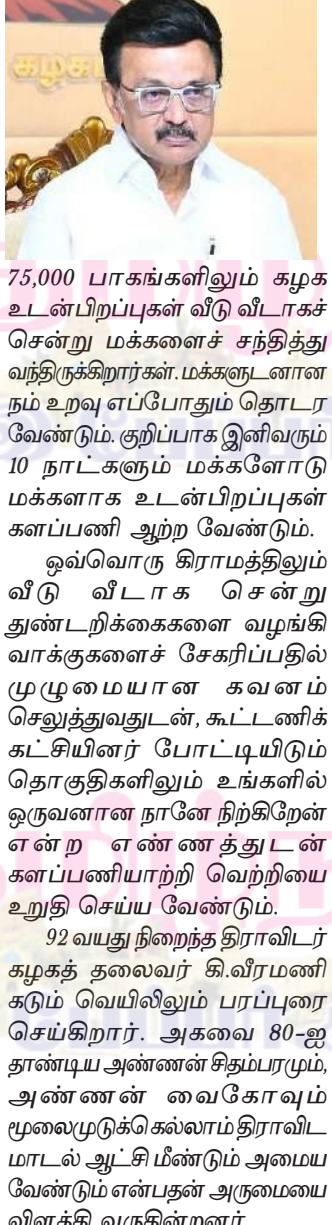 கழக
75,000 பாகங்களிலும் கழக
உடன்பிறப்புகள் வீடு வீடாகச்
சென்று மக்களைச் சந்தித்து
வந்திருக்கிறார்கள். மக்களுடனான
நம் உறவு எப்போதும் தொடர
வேண்டும். குறிப்பாக இனிவரும்
10 நாட்களும் மக்களோடு
மக்களாக உடன்பிறப்புகள்
களப்பணி ஆற்ற வேண்டும்.
ஒவ்வொரு கிராமத்திலும்
வீடு வீடாக சென்று
துண்டறிக்கைகளை வழங்கி
வாக்குகளைச் சேகரிப்பதில்
முழுமையான கவனம்
செலுத்துவதுடன், கூட்டணிக்
கட்சியினர் போட்டியிடும்
தொகுதிகளிலும் உங்களில்
ஒருவனான நானே நிற்கிறேன்
என்ற எண்ணத்துடன்
களப்பணியாற்றி வெற்றியை
உறுதி செய்ய வேண்டும்.
92 வயது நிறைந்த திராவிடர்
கழகத் தலைவர் கி.வீரமணி
கடும் வெயிலிலும் பரப்புரை
செய்கிறார். அகவை 80-ஐ
தாண்டிய அண்ணன் சிதம்பரமும்,
அண்ணன் வைகோவும்
மூலைமுடுக்கெல்லாம் திராவிட
மாடல் ஆட்சி மீண்டும் அமைய
வேண்டும் என்பதன் அருமையை
விளக்கி வருகின்றனர்.